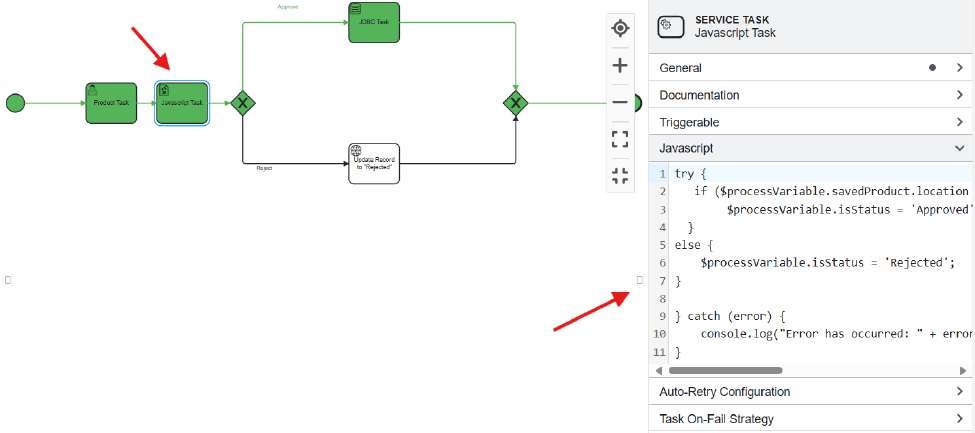 Approve
JDBC Task
Product Task
Javascript Task
X
X
Update Record
to "Rejected"
Reject
SERVICE TASK
Javascript Task
General
Documentation
Triggerable
Javascript
1 try {
2 if ($processVariable.savedProduct.location
3 $processVariable.isStatus = 'Approved'
4 }
5 else {
6 $processVariable.isStatus = 'Rejected';
7 }
8
9 } catch (error) {
10 console.log("Error has occurred: " + error
11 }
Auto-Retry Configuration
Task On-Fail Strategy